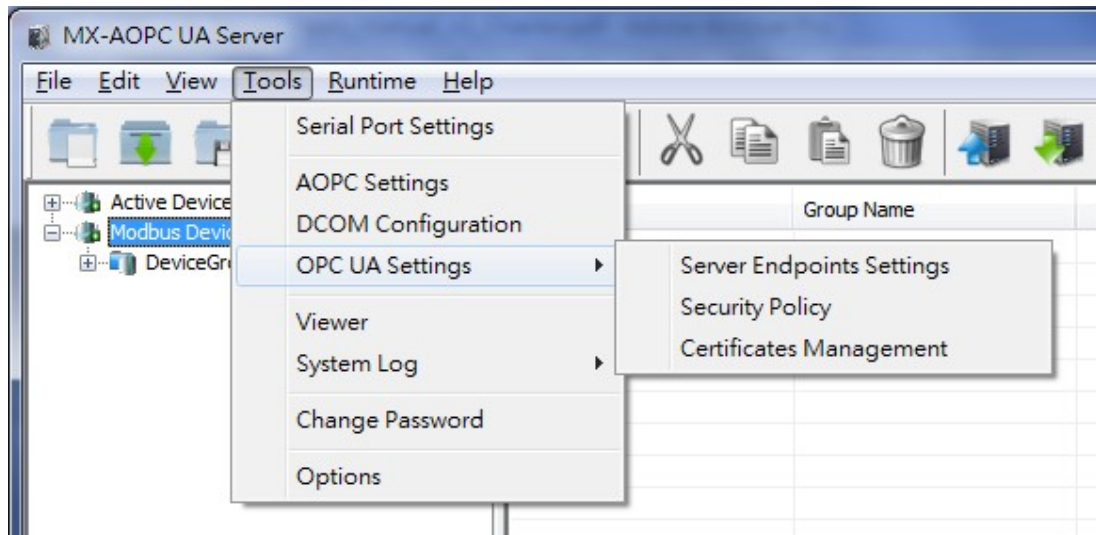 MX-AOPC UA Server
File Edit View Tools Runtime Help
Serial Port Settings
AOPC Settings
DCOM Configuration
OPC UA Settings
Viewer
System Log
Change Password
Options
Server Endpoints Settings
Security Policy
Certificates Management
Active Device
Modbus Devi
DeviceGr
Group Name